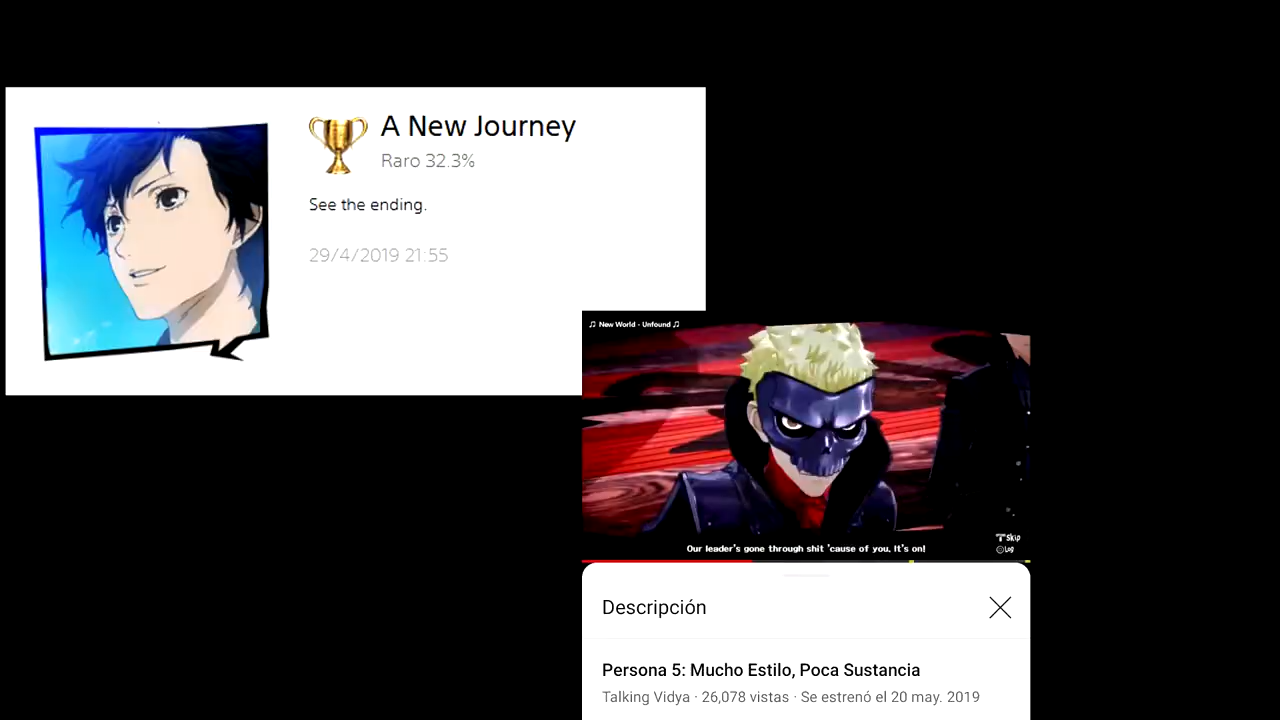 A New Journey
Raro 32.3%
See the ending.
29/4/2019 21:55
♫ New World - Unfound ♫
Our leader's gone through shit 'cause of you. It's on!
Skip
Log
Descripción
Persona 5: Mucho Estilo, Poca Sustancia
Talking Vidya · 26,078 vistas · Se estrenó el 20 may. 2019